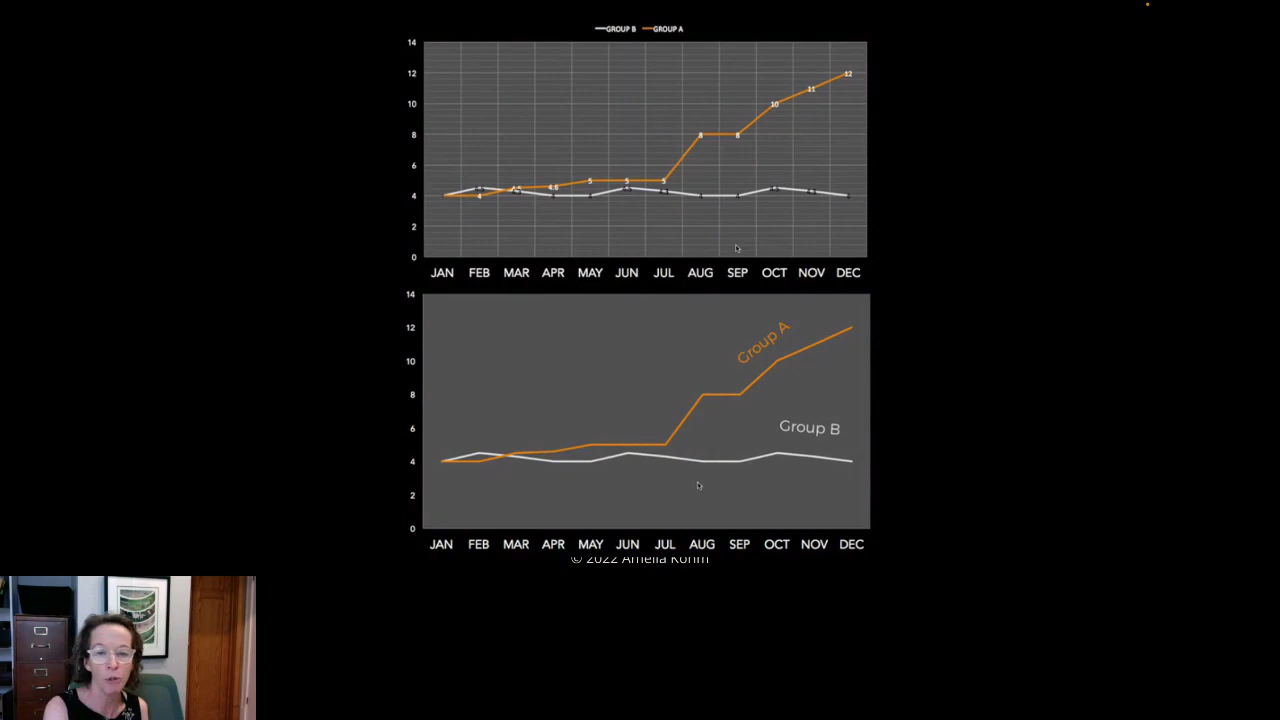 GROUP B GROUP A
14
12
12
11
10
10
8 8 8
6
4.5 4.6 5 5 5
4 4
2
0
JAN FEB MAR APR MAY JUN JUL AUG SEP OCT NOV DEC
14
12
10
8
6
4
2
0
Group A
Group B
JAN FEB MAR APR MAY JUN JUL AUG SEP OCT NOV DEC
© 2022 Amelia Kohm